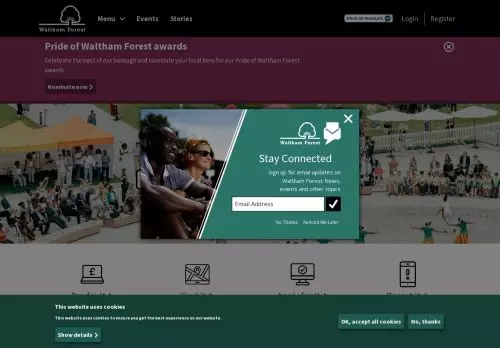 Waltham Forest
Menu
Events
Stories
Login
Register
Pride of Waltham Forest awards
Celebrate the best of our borough and nominate your local hero for our Pride of Waltham Forest
awards.
Nominate now
Waltham Forest
Stay Connected
Sign up for email updates on
Waltham Forest News,
events and other topics
Email Address
No Thanks
Remind Me Later
This website uses cookies
This website uses cookies to ensure you get the best experience on our website.
Show details
OK, accept all cookies
No, thanks